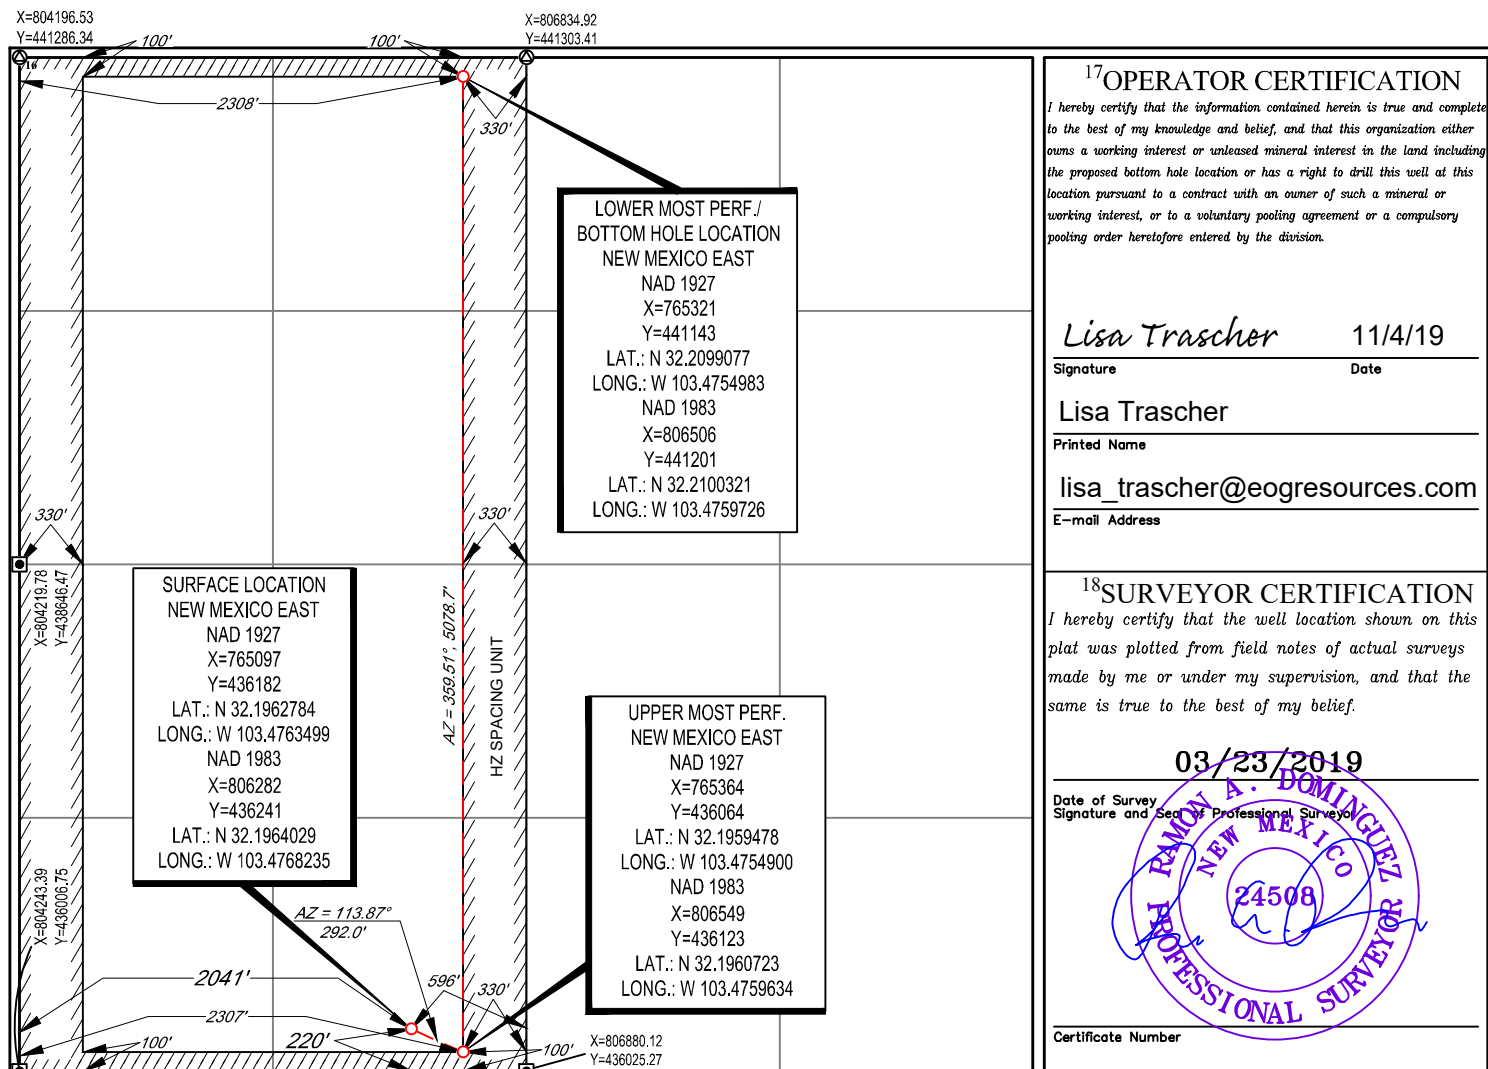 X=804196.53
Y=441286.34
X=806834.92
Y=441303.41
100'
100'
16
2308'
330'
LOWER MOST PERF./
BOTTOM HOLE LOCATION
NEW MEXICO EAST
NAD 1927
X=765321
Y=441143
LAT.: N 32.2099077
LONG.: W 103.4754983
NAD 1983
X=806506
Y=441201
LAT.: N 32.2100321
LONG.: W 103.4759726
330'
330'
X=804219.78
Y=438646.47
SURFACE LOCATION
NEW MEXICO EAST
NAD 1927
X=765097
Y=436182
LAT.: N 32.1962784
LONG.: W 103.4763499
NAD 1983
X=806282
Y=436241
LAT.: N 32.1964029
LONG.: W 103.4768235
AZ = 359.51°, 5078.7'
HZ SPACING UNIT
UPPER MOST PERF.
NEW MEXICO EAST
NAD 1927
X=765364
Y=436064
LAT.: N 32.1959478
LONG.: W 103.4754900
NAD 1983
X=806549
Y=436123
LAT.: N 32.1960723
LONG.: W 103.4759634
X=804243.39
Y=436006.75
AZ = 113.87°
292.0'
2041'
596'
330'
2307'
100'
220'
100'
X=806880.12
Y=436025.27
17OPERATOR CERTIFICATION
I hereby certify that the information contained herein is true and complete
to the best of my knowledge and belief, and that this organization either
owns a working interest or unleased mineral interest in the land including
the proposed bottom hole location or has a right to drill this well at this
location pursuant to a contract with an owner of such a mineral or
working interest, or to a voluntary pooling agreement or a compulsory
pooling order heretofore entered by the division.
Lisa Trascher 11/4/19
Signature Date
Lisa Trascher
Printed Name
lisa_trascher@eogresources.com
E-mail Address
18SURVEYOR CERTIFICATION
I hereby certify that the well location shown on this
plat was plotted from field notes of actual surveys
made by me or under my supervision, and that the
same is true to the best of my belief.
03/23/2019
Date of Survey
Signature and Seal of Professional Surveyor
RAMON A. DOMINGUEZ
NEW MEXICO
24508
PROFESSIONAL SURVEYOR
Certificate Number